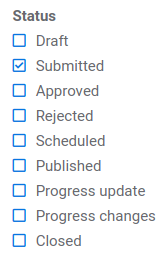 Status
Draft
Submitted
Approved
Rejected
Scheduled
Published
Progress update
Progress changes
Closed